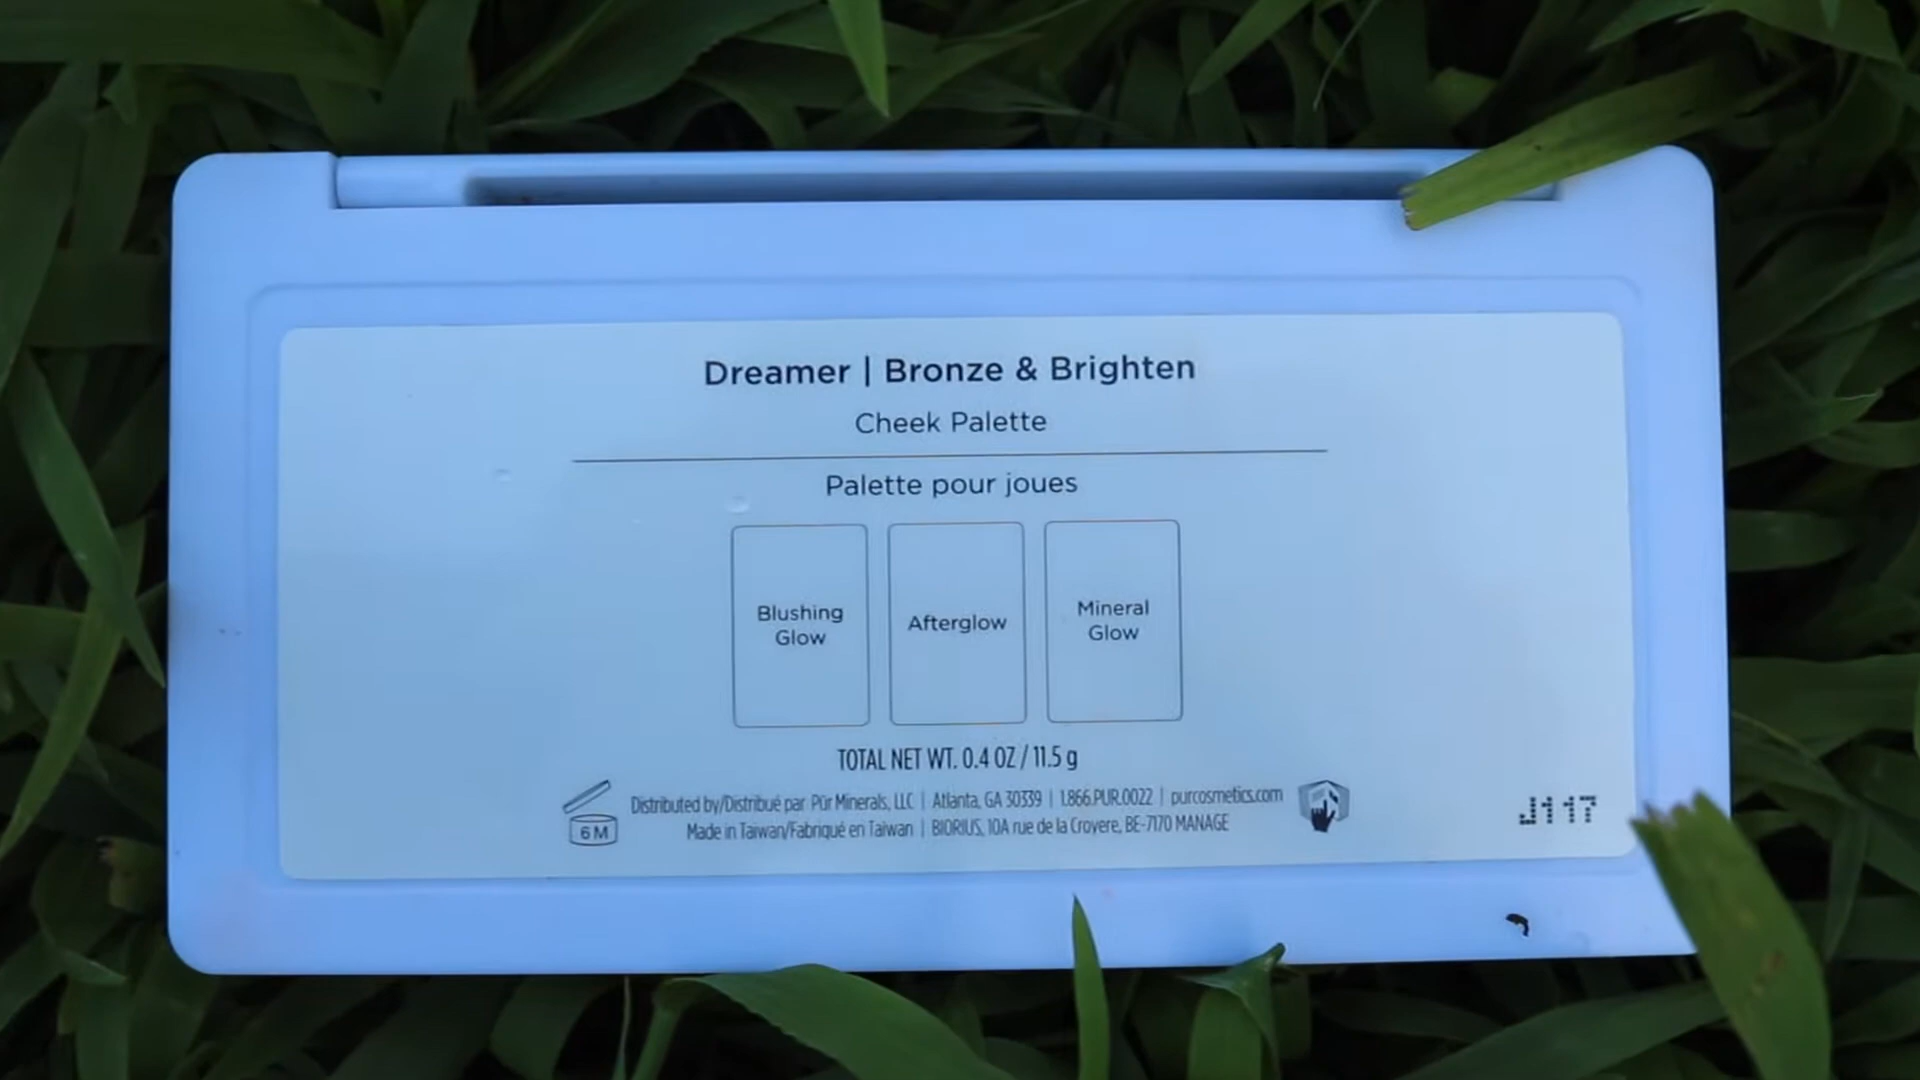 Dreamer | Bronze & Brighten
Cheek Palette
Palette pour joues
Blushing
Glow
Afterglow
Mineral
Glow
TOTAL NET WT. 0.4 OZ / 11.5 g
Distributed by/Distribué par Pür Minerals, LLC | Atlanta, GA 30339 | 1.866.PUR.0022 | purcosmetics.com
Made in Taiwan/Fabriqué en Taïwan | BIORIUS, 10A rue de la Croyere, BE-7170 MANAGE
6 M
J117